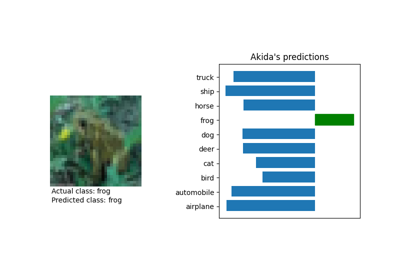 Akida's predictions
truck
ship
horse
frog
dog
deer
cat
bird
automobile
airplane
Actual class: frog
Predicted class: frog